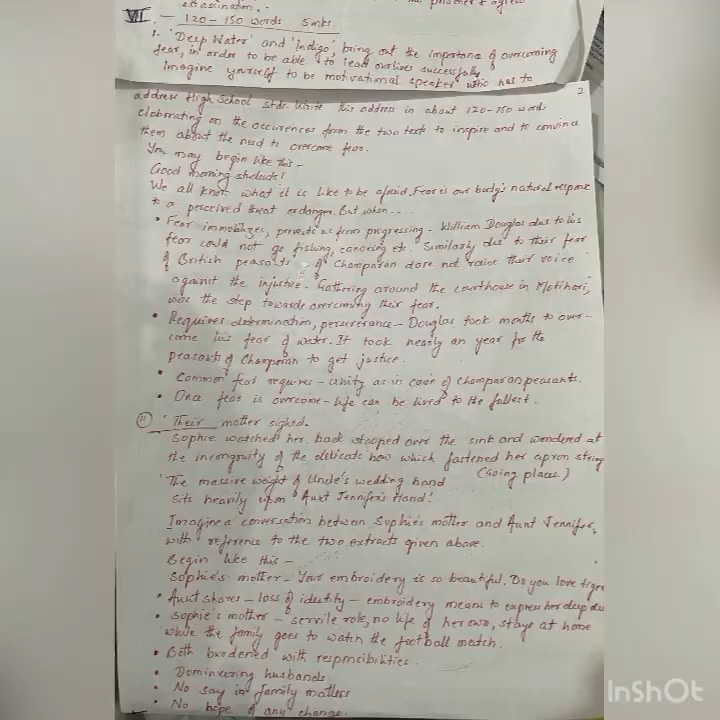 assassination.
VII. — 120-150 words 5mks.
1. 'Deep Water' and 'Indigo', bring out the importance of overcoming
fear, in order to be able to lead ourlives successfully
Imagine yourself to be motivational speaker who has to
2
address High School stds. Write this address in about 120-150 words
elaborating on the occurences from the two texts to inspire and to convince
them about the need to overcome fear.
You may begin like this -
Good morning students!
We all know what it is like to be afraid. Fear is our body's natural response
to a perceived threat or danger. But when....
• Fear immobilizes, prevents us from progressing - William Douglas due to his
fear could not go fishing, canoeing etc. Similarly due to their fear
of British peasants of Champaran dare not raise their voice
against the injustice. Gathering around the courthouse in Motihari,
was the step towards overcoming their fear.
• Requires determination, perseverance - Douglas took months to over-
come his fear of water. It took nearly an year for the
peasants of Champaran to get justice.
• Common fear requires - unity as in case of Champaran peasants.
• Once fear is overcome - life can be lived to the fullest.
II 'Their mother sighed.
Sophie watched her back stooped over the sink and wondered at
the incongruity of the delicate bow which fastened her apron strings
(Going places)
'The massive weight of Uncle's wedding band
Sits heavily upon Aunt Jennifer's Hand!'
Imagine a conversation between Sophie's mother and Aunt Jennifer,
with reference to the two extracts given above.
Begin like this -
Sophie's mother - Your embroidery is so beautiful. Do you love tiger
• Aunt shares - loss of identity - embroidery means to express her deep
• Sophie's mother - servile role, no life of her own, stays at home
while the family goes to watch the football match.
• Both burdened with responsibilities.
• Domineering husbands
• No say in family matters
• No hope of any change.
InShOt